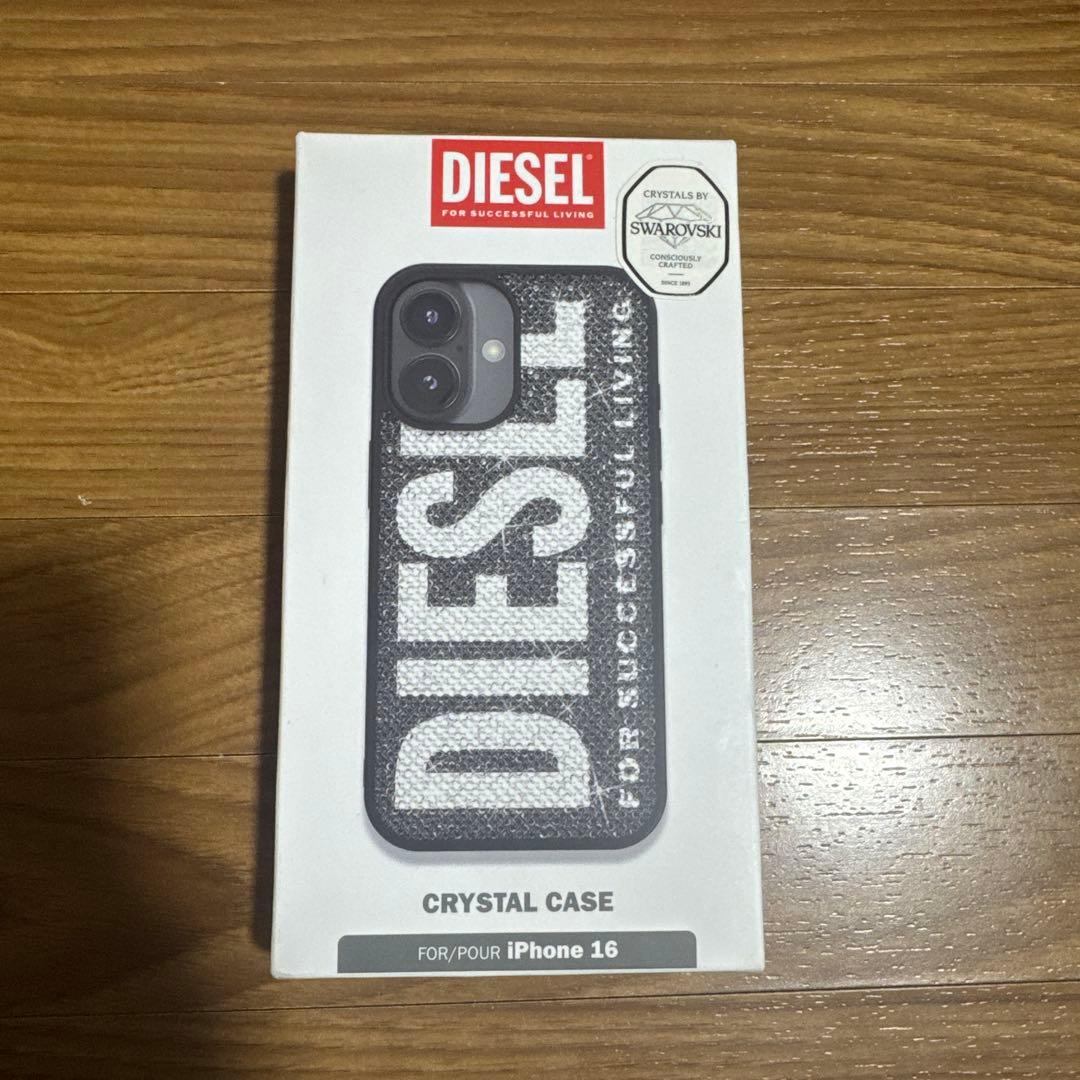 DIESEL®
FOR SUCCESSFUL LIVING
CRYSTALS BY
SWAROVSKI
CONSCIOUSLY
CRAFTED
SINCE 1895
DIESEL
FOR SUCCESSFUL LIVING
CRYSTAL CASE
FOR/POUR iPhone 16